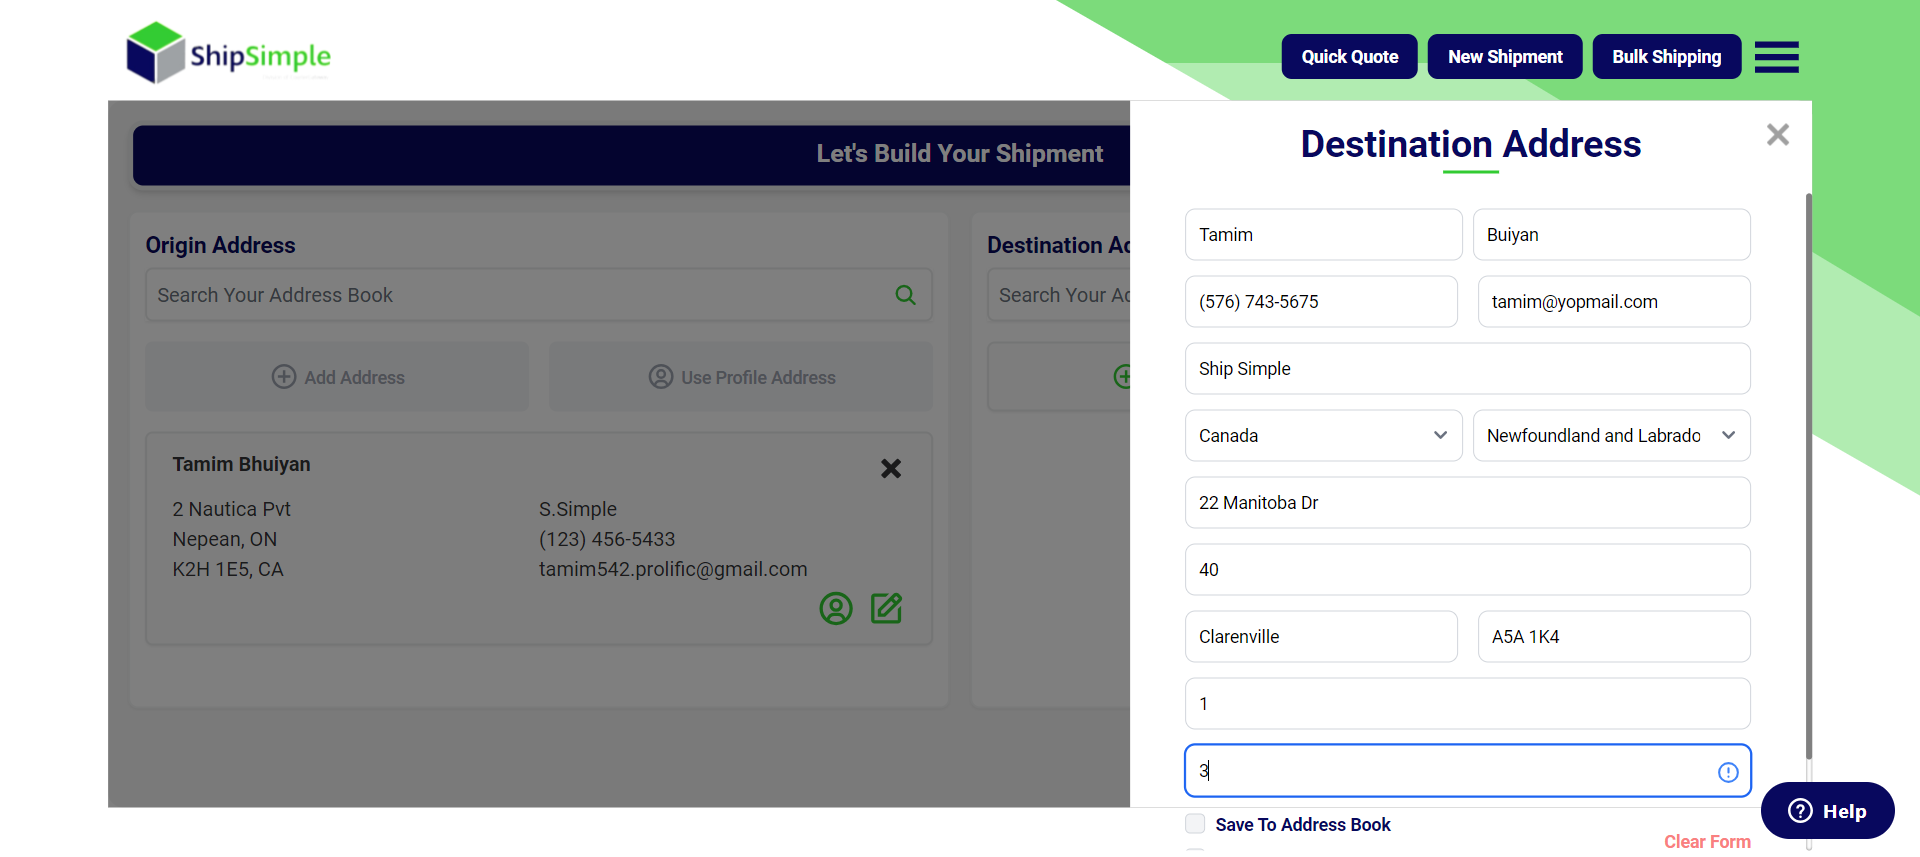 ShipSimple
Quick Quote
New Shipment
Bulk Shipping
Let's Build Your Shipment
Origin Address
Search Your Address Book
Add Address
Use Profile Address
Tamim Bhuiyan
2 Nautica Pvt
Nepean, ON
K2H 1E5, CA
S.Simple
(123) 456-5433
tamim542.prolific@gmail.com
Destination Ac
Search Your Ad
Destination Address
Tamim
Buiyan
(576) 743-5675
tamim@yopmail.com
Ship Simple
Canada
Newfoundland and Labrado
22 Manitoba Dr
40
Clarenville
A5A 1K4
1
3
Save To Address Book
Clear Form
Help